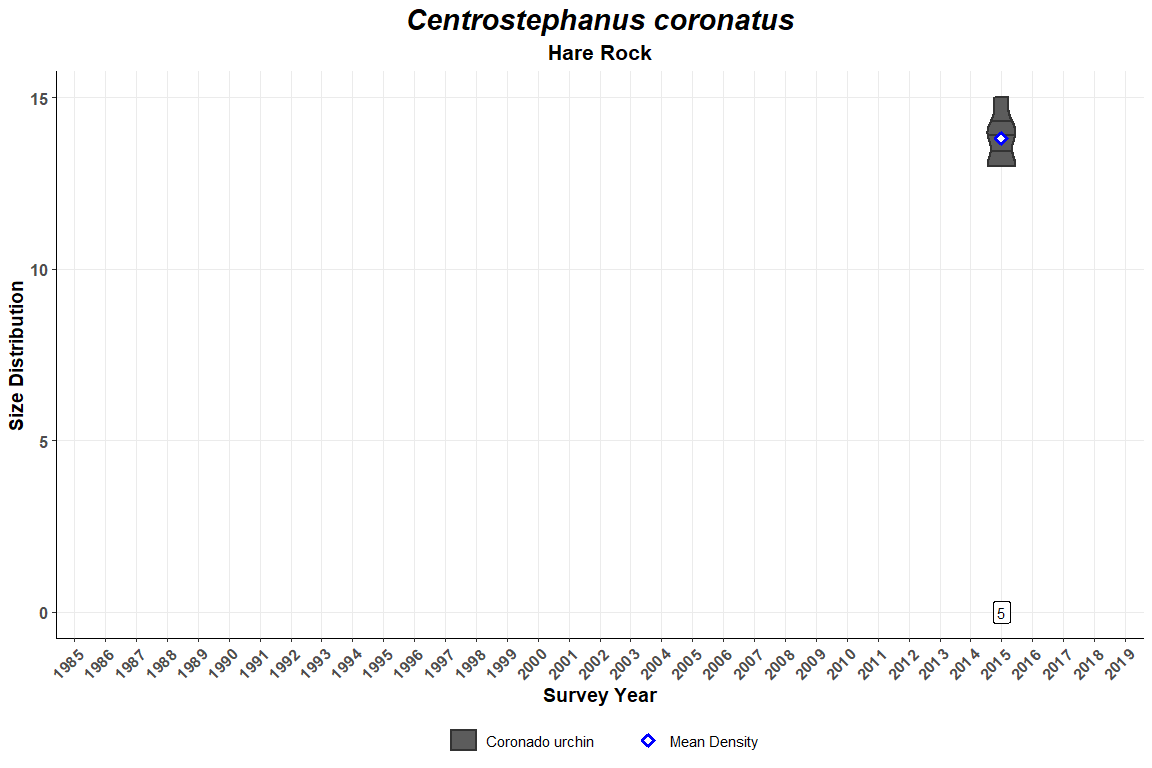 Centrostephanus coronatus
Hare Rock
Size Distribution
15
10
5
0
5
1985 1986 1987 1988 1989 1990 1991 1992 1993 1994 1995 1996 1997 1998 1999 2000 2001 2002 2003 2004 2005 2006 2007 2008 2009 2010 2011 2012 2013 2014 2015 2016 2017 2018 2019
Survey Year
Coronado urchin Mean Density